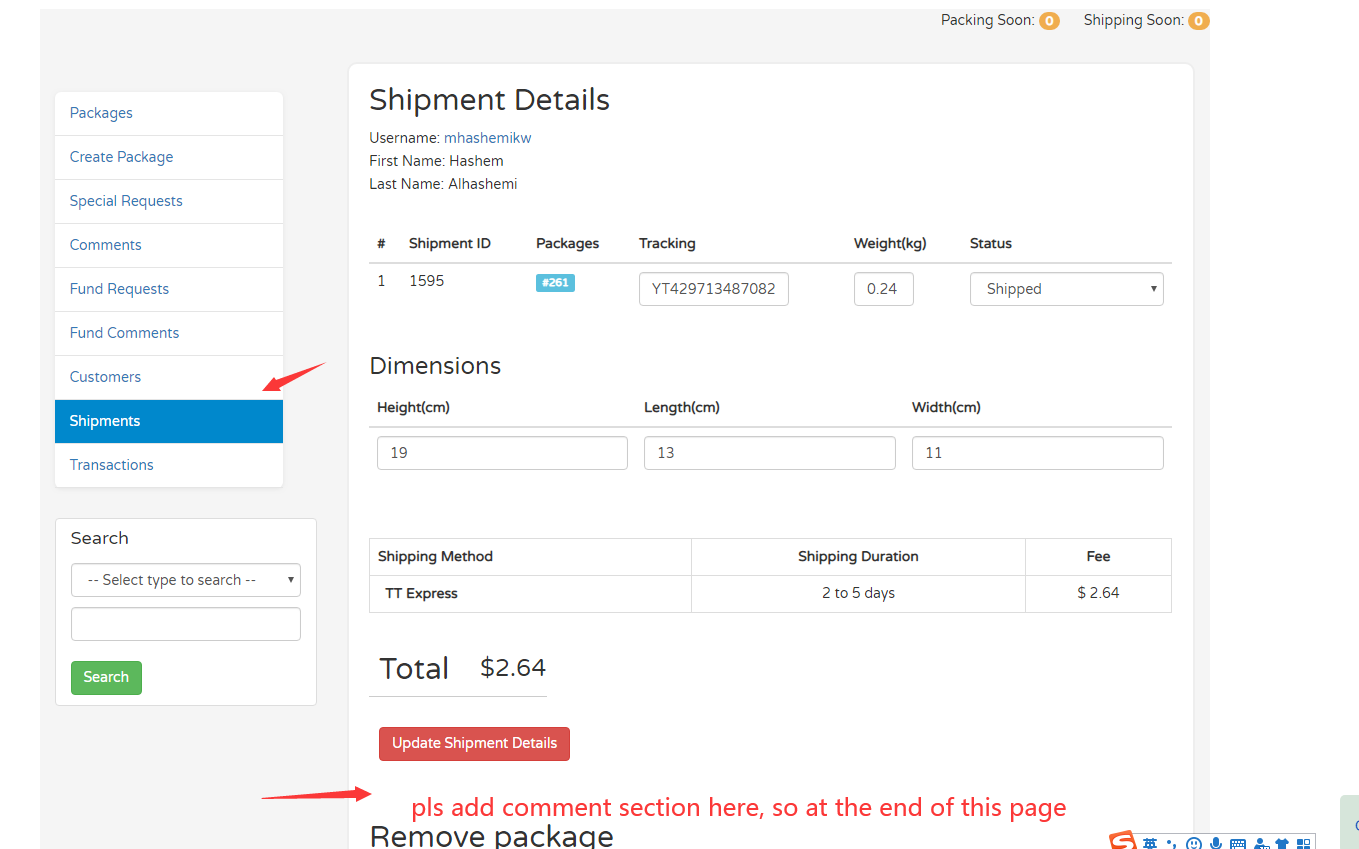 Packing Soon: 0 Shipping Soon: 0
Packages
Create Package
Special Requests
Comments
Fund Requests
Fund Comments
Customers
Shipments
Transactions
Search
-- Select type to search --
Search
Shipment Details
Username: mhashemikw
First Name: Hashem
Last Name: Alhashemi
# Shipment ID Packages Tracking Weight(kg) Status
1 1595 #261 YT429713487082 0.24 Shipped
Dimensions
Height(cm) Length(cm) Width(cm)
19 13 11
Shipping Method Shipping Duration Fee
TT Express 2 to 5 days $ 2.64
Total $2.64
Update Shipment Details
pls add comment section here, so at the end of this page
Remove package
英